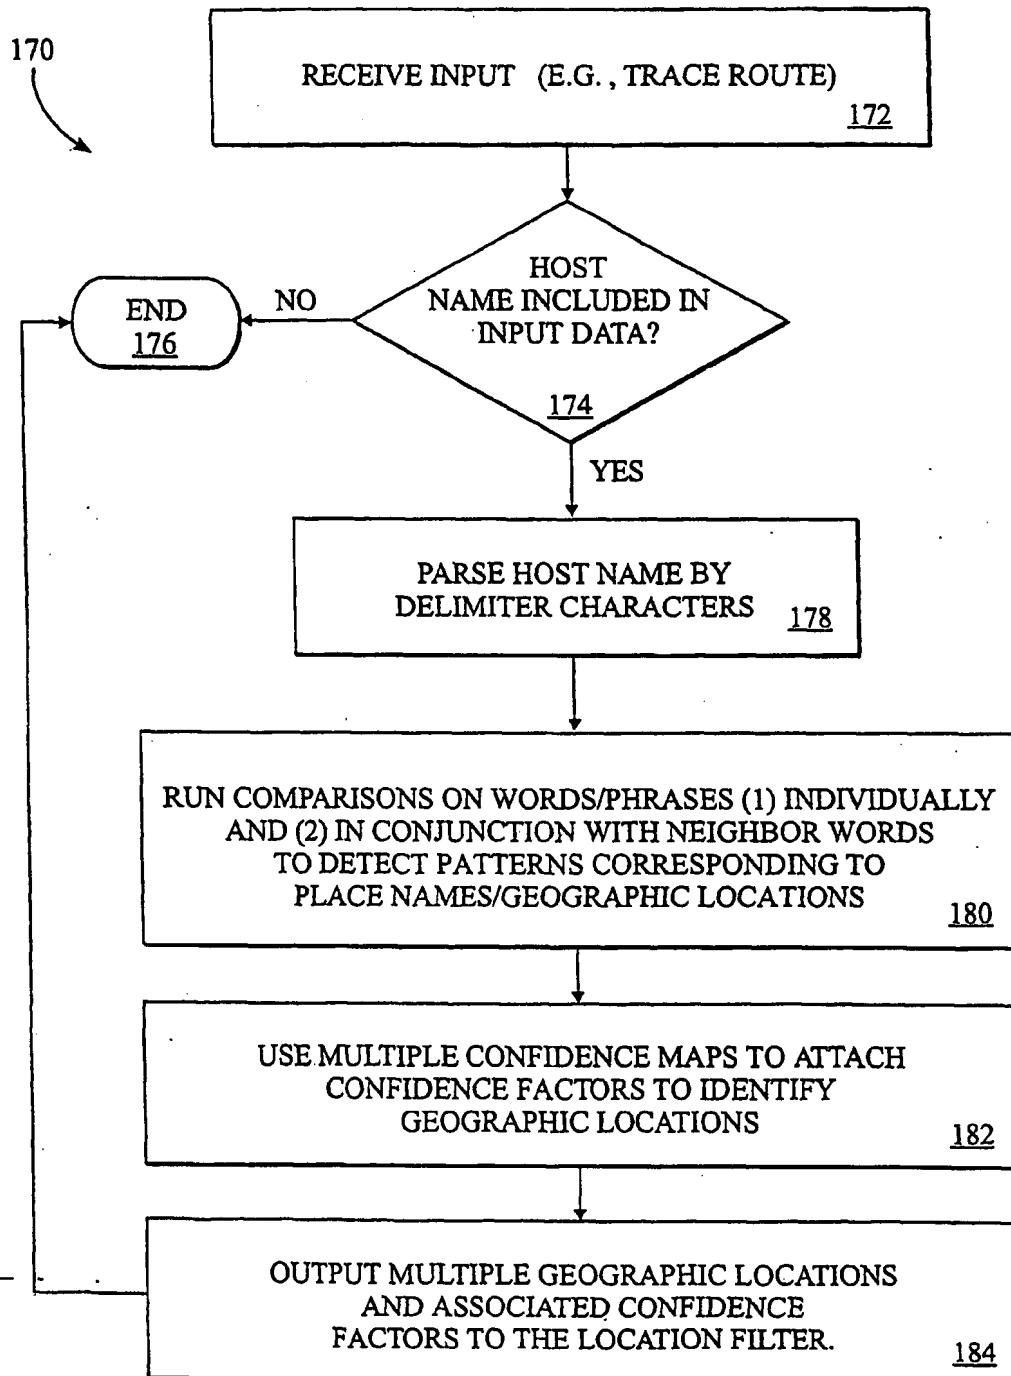 170
RECEIVE INPUT (E.G., TRACE ROUTE)
172
HOST
NAME INCLUDED IN
INPUT DATA?
174
NO
END
176
YES
PARSE HOST NAME BY
DELIMITER CHARACTERS
178
RUN COMPARISONS ON WORDS/PHRASES (1) INDIVIDUALLY
AND (2) IN CONJUNCTION WITH NEIGHBOR WORDS
TO DETECT PATTERNS CORRESPONDING TO
PLACE NAMES/GEOGRAPHIC LOCATIONS
180
USE MULTIPLE CONFIDENCE MAPS TO ATTACH
CONFIDENCE FACTORS TO IDENTIFY
GEOGRAPHIC LOCATIONS
182
OUTPUT MULTIPLE GEOGRAPHIC LOCATIONS
AND ASSOCIATED CONFIDENCE
FACTORS TO THE LOCATION FILTER.
184